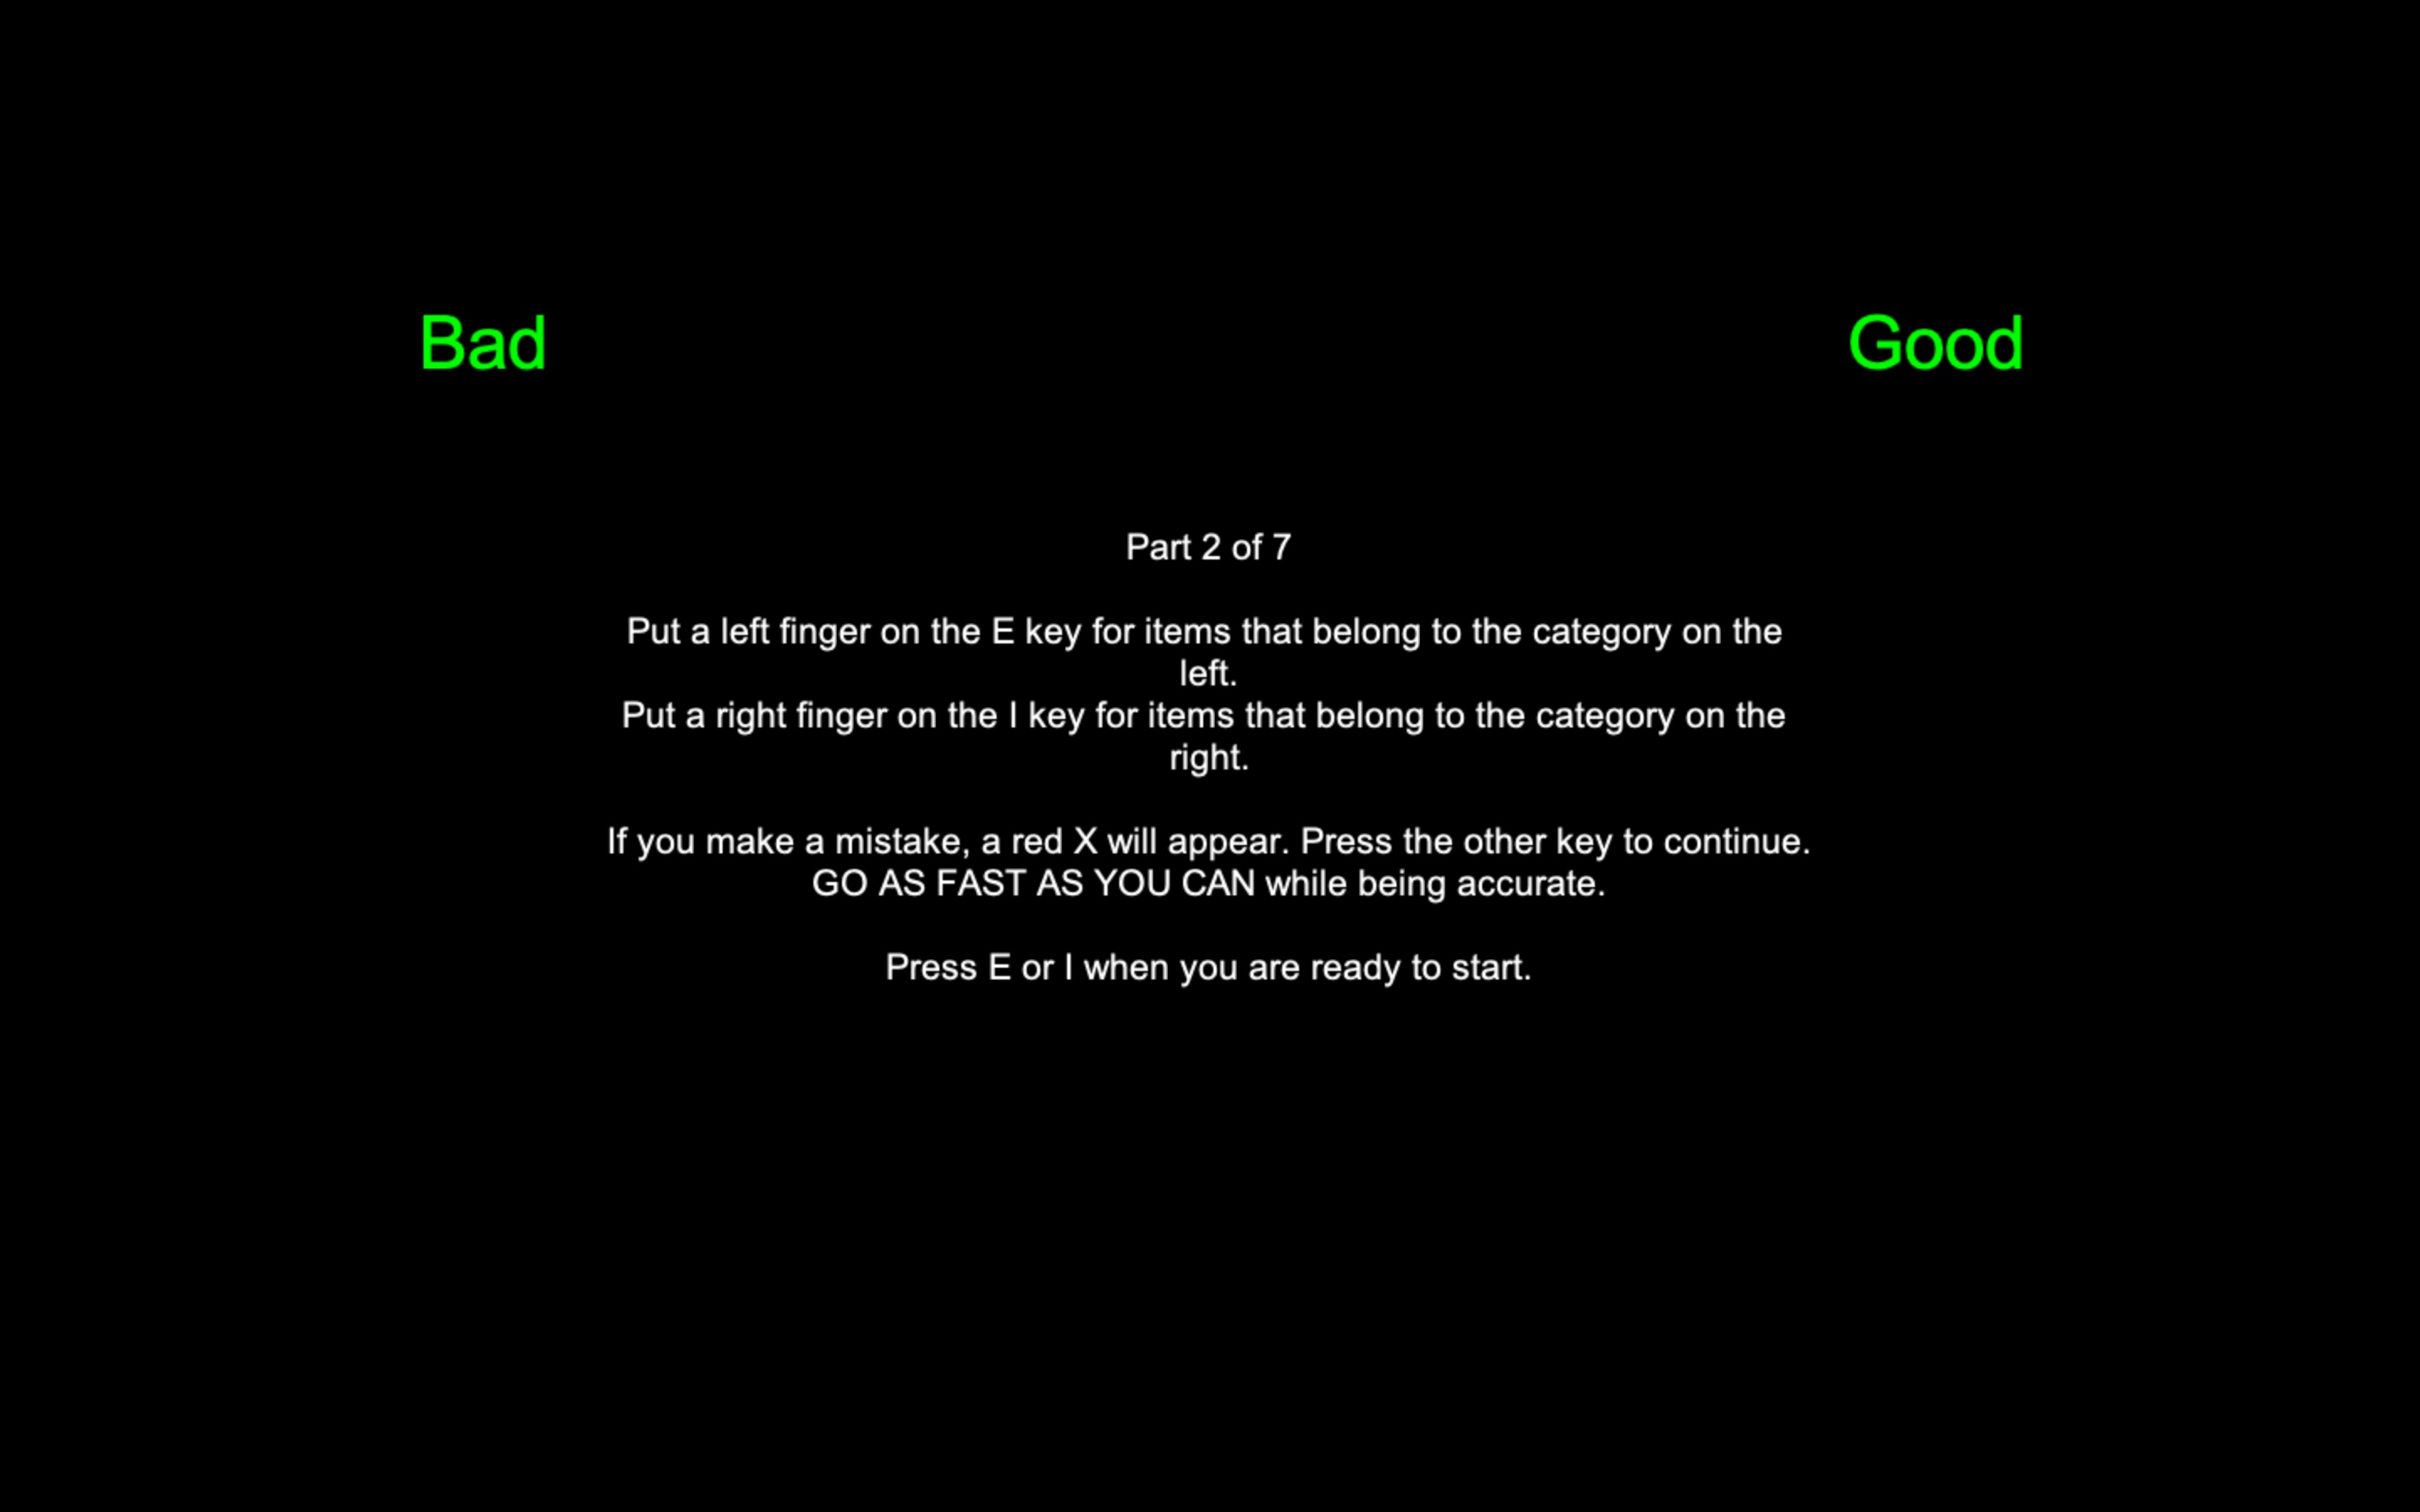 Bad
Good
Part 2 of 7
Put a left finger on the E key for items that belong to the category on the
left.
Put a right finger on the I key for items that belong to the category on the
right.
If you make a mistake, a red X will appear. Press the other key to continue.
GO AS FAST AS YOU CAN while being accurate.
Press E or I when you are ready to start.